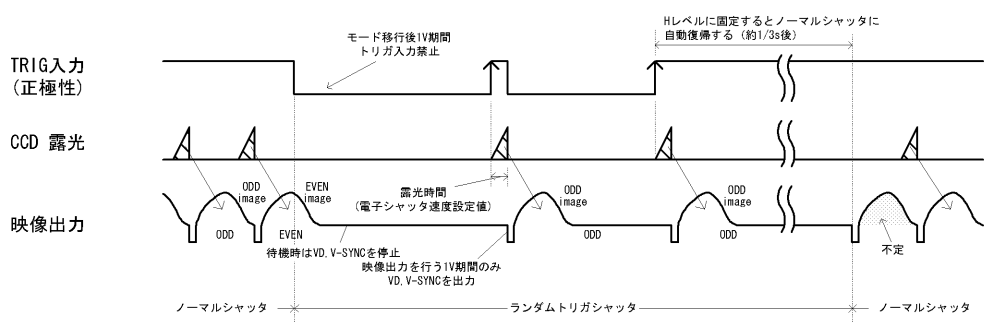 Hレベルに固定するとノーマルシャッタに
自動復帰する (約1/3s後)
モード移行後1V期間
トリガ入力禁止
TRIG入力
(正極性)
CCD 露光
露光時間
(電子シャッタ速度設定値)
映像出力
ODD
image
EVEN
image
ODD
image
ODD
image
ODD
EVEN
ODD
ODD
不定
待機時はVD.V-SYNCを停止
映像出力を行う1V期間のみ
VD.V-SYNCを出力
ノーマルシャッタ
ランダムトリガシャッタ
ノーマルシャッタ